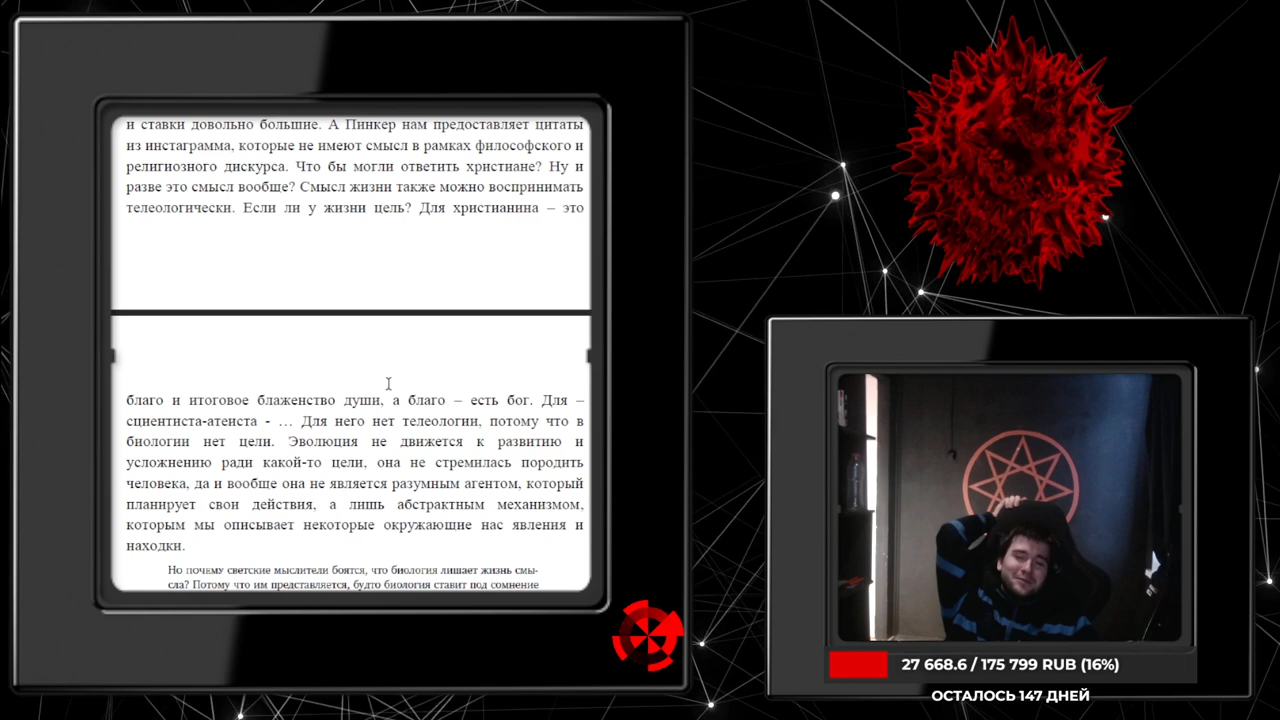 и ставки довольно большие. А Пинкер нам предоставляет цитаты
из инстаграмма, которые не имеют смысл в рамках философского и
религиозного дискурса. Что бы могли ответить христиане? Ну и
разве это смысл вообще? Смысл жизни также можно воспринимать
телеологически. Если ли у жизни цель? Для христианина – это
благо и итоговое блаженство души, а благо – есть бог. Для –
сциентиста-атеиста - … Для него нет телеологии, потому что в
биологии нет цели. Эволюция не движется к развитию и
усложнению ради какой-то цели, она не стремилась породить
человека, да и вообще она не является разумным агентом, который
планирует свои действия, а лишь абстрактным механизмом,
которым мы описывает некоторые окружающие нас явления и
находки.
Но почему светские мыслители боятся, что биология лишает жизнь смы-
сла? Потому что им представляется, будто биология ставит под сомнение
27 668.6 / 175 799 RUB (16%)
ОСТАЛОСЬ 147 ДНЕЙ